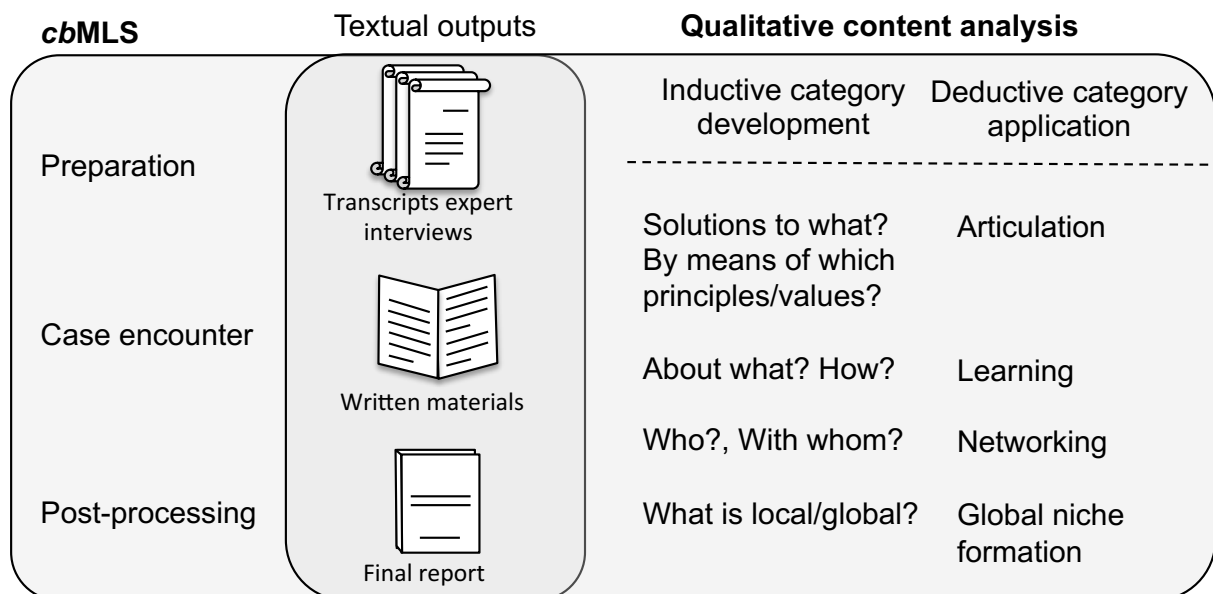 cbMLS
Textual outputs
Qualitative content analysis
Preparation
Case encounter
Post-processing
Transcripts expert
interviews
Written materials
Final report
Inductive category
development
Deductive category
application
Solutions to what?
By means of which
principles/values?
Articulation
About what? How?
Learning
Who?, With whom?
Networking
What is local/global?
Global niche
formation